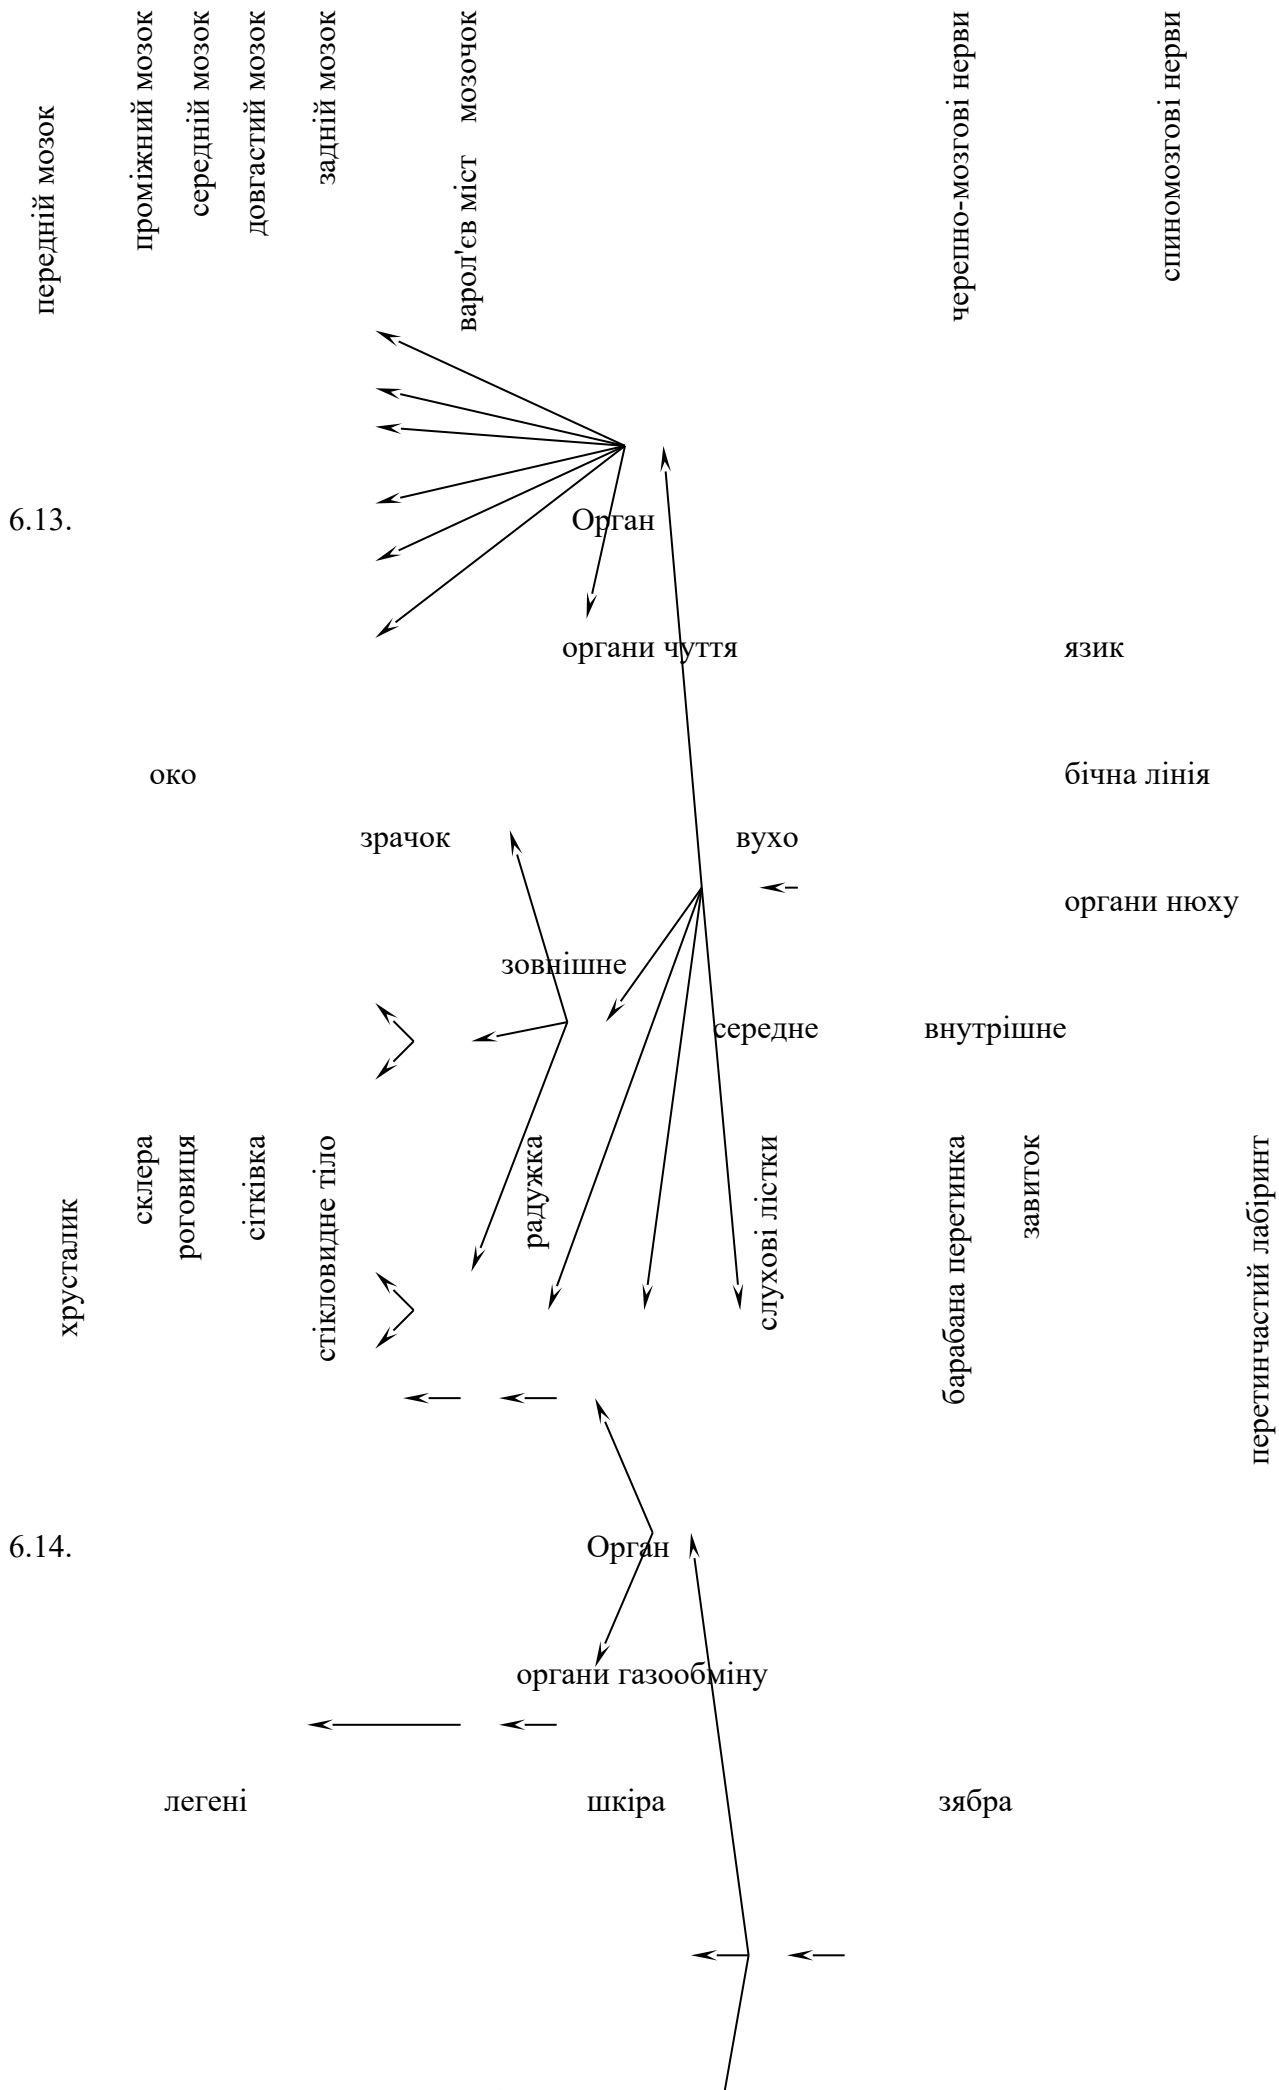 передній мозок
проміжний мозок
середній мозок
довгастий мозок
задній мозок
варол'єв міст мозочок
черепно-мозгові нерви
спиномозгові нерви
6.13. Орган
органи чуття язик
око бічна лінія
зрачок вухо
органи нюху
зовнішне
середне внутрішне
хрусталик
склера
роговиця
сітківка
стікловидне тіло
радужка
слухові лістки
барабана перетинка
завиток
перетинчастий лабіринт
6.14. Орган
органи газообміну
легені шкіра зябра